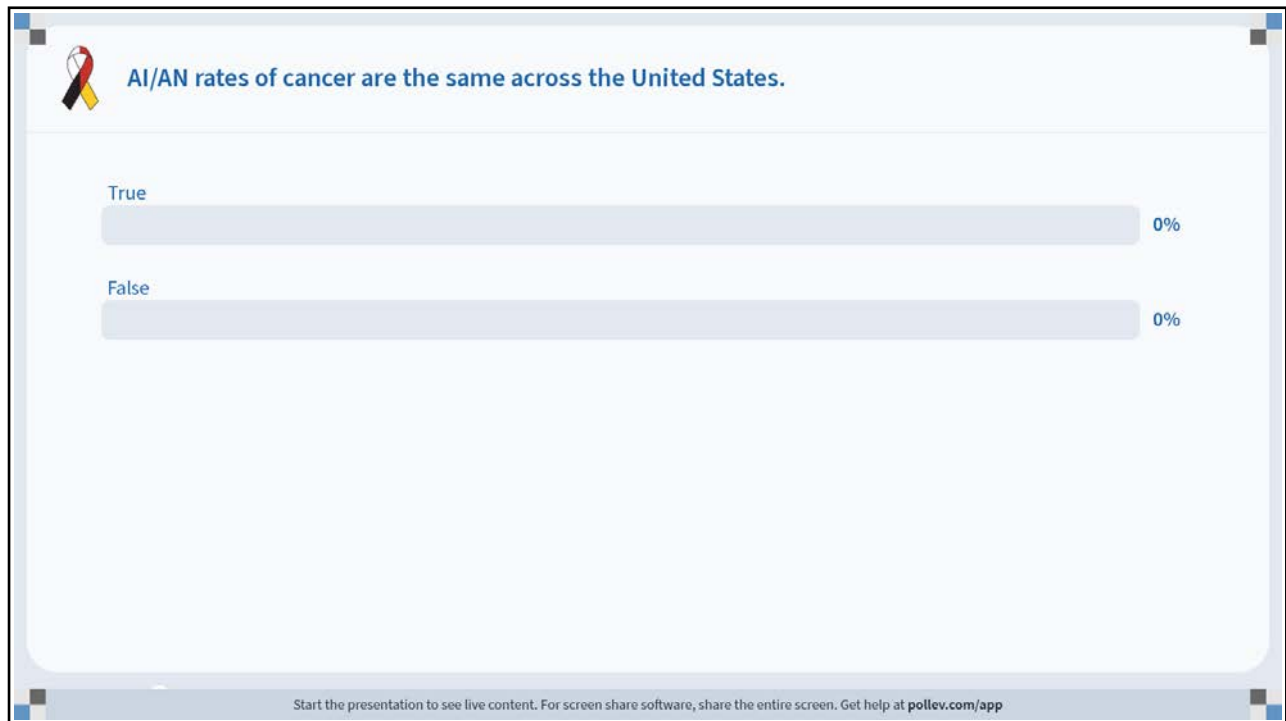 AI/AN rates of cancer are the same across the United States.
True
0%
False
0%
Start the presentation to see live content. For screen share software, share the entire screen. Get help at pollev.com/app